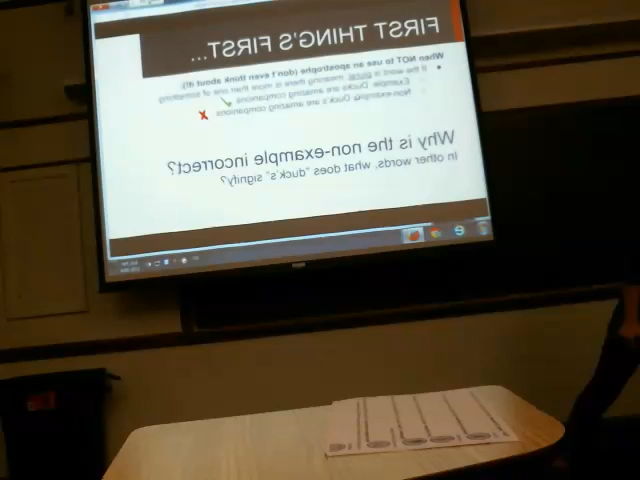 FIRST THING'S FIRST...
When NOT to use an apostrophe (don't even think about it!):
If the word is plural, meaning there is more than one of something
Example: Ducks are amazing companions ✓
Non-example: Duck's are amazing companions X
Why is the non-example incorrect?
In other words, what does "duck's" signify?